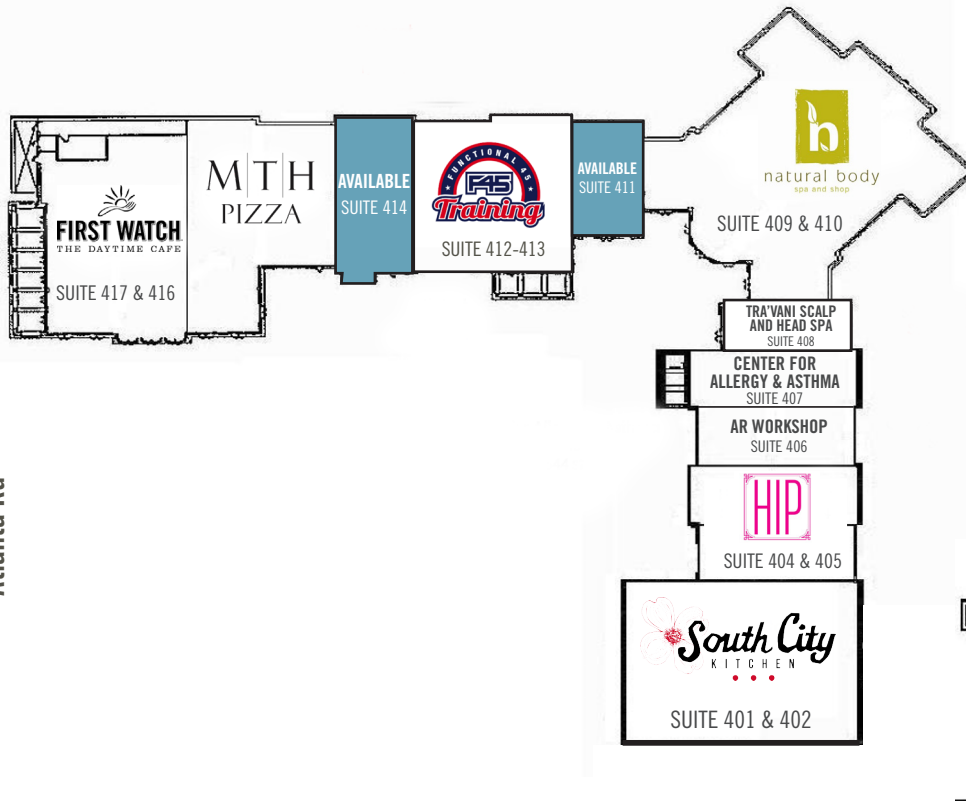 FIRST WATCH
THE DAYTIME CAFE
SUITE 417 & 416
M|T|H
PIZZA
AVAILABLE
SUITE 414
FUNCTIONAL 45
F45
Training
SUITE 412-413
AVAILABLE
SUITE 411
n
natural body
spa and shop
SUITE 409 & 410
TRA'VANI SCALP
AND HEAD SPA
SUITE 408
CENTER FOR
ALLERGY & ASTHMA
SUITE 407
AR WORKSHOP
SUITE 406
HIP
SUITE 404 & 405
South City
KITCHEN
SUITE 401 & 402
Atlanta Rd